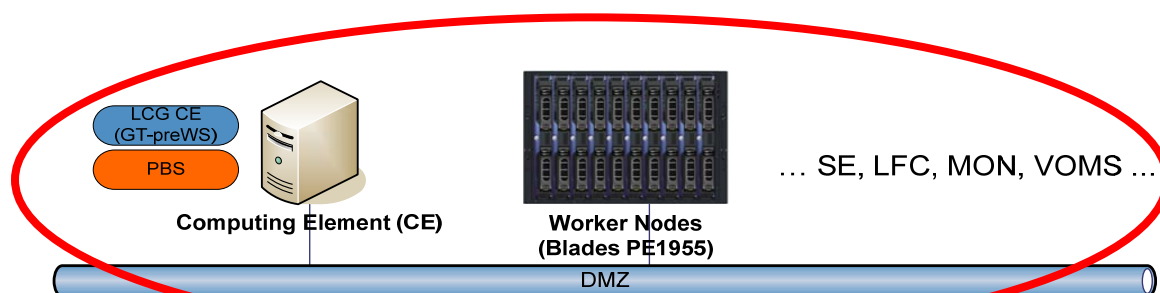 LCG CE
(GT-preWS)
PBS
… SE, LFC, MON, VOMS …
Computing Element (CE)
Worker Nodes
(Blades PE1955)
DMZ